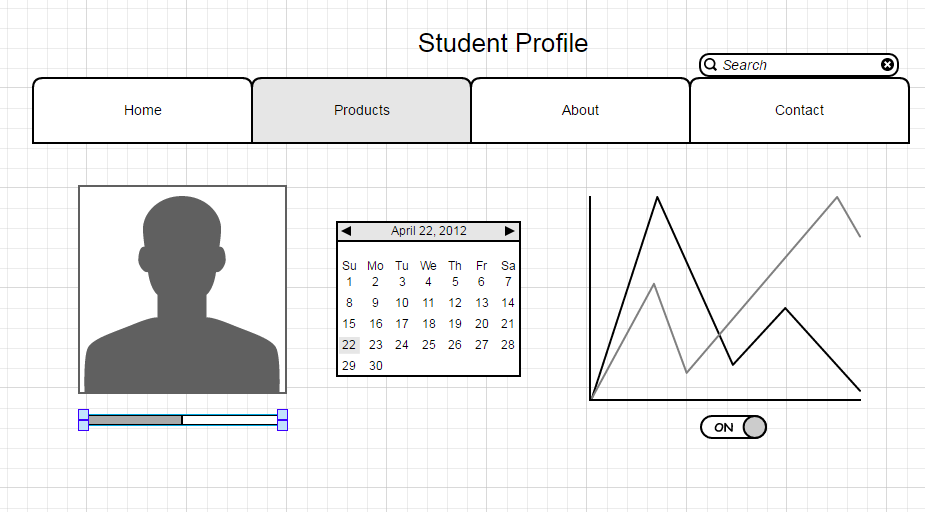 Student Profile
Search
Home Products About Contact
April 22, 2012
Su Mo Tu We Th Fr Sa
1 2 3 4 5 6 7
8 9 10 11 12 13 14
15 16 17 18 19 20 21
22 23 24 25 26 27 28
29 30
ON